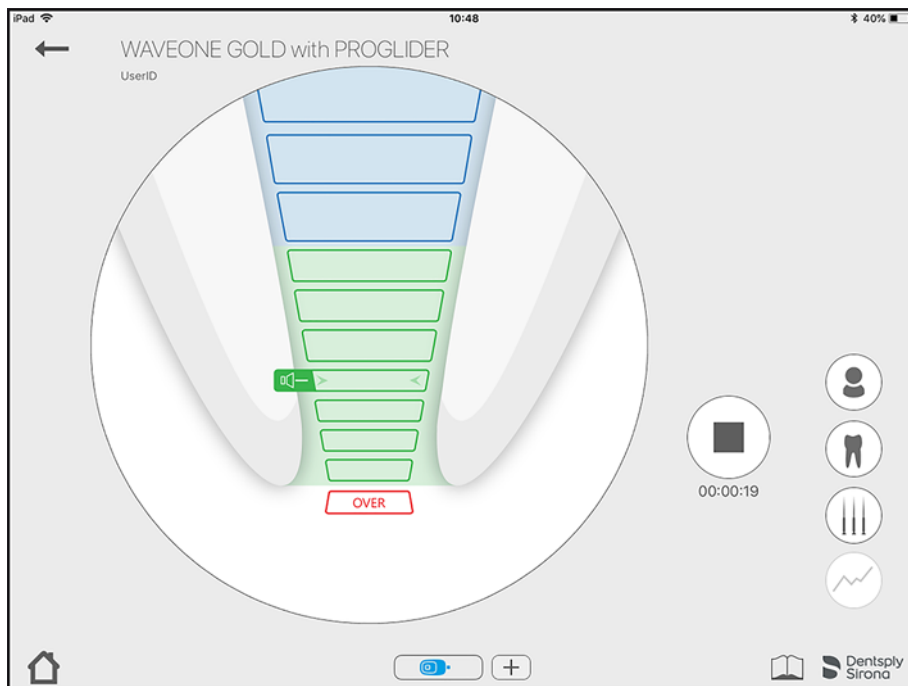 iPad 10:48 40%
WAVEONE GOLD with PROGLIDER
UserID
OVER
00:00:19
Dentsply
Sirona